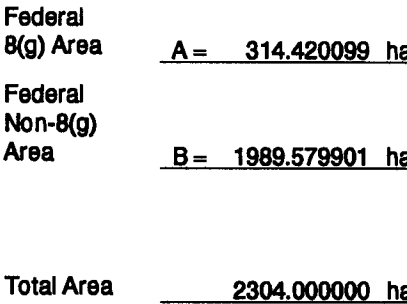 Federal
8(g) Area A = 314.420099 ha
Federal
Non-8(g)
Area B = 1989.579901 ha
Total Area 2304.000000 ha